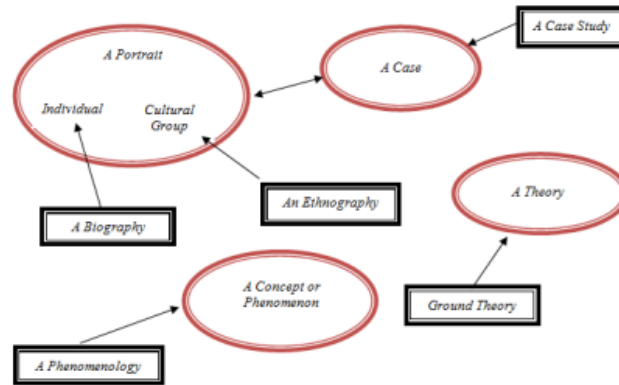 A Case Study
A Portrait
A Case
Individual
Cultural
Group
A Theory
An Ethnography
A Biography
A Concept or
Phenomenon
Ground Theory
A Phenomenology